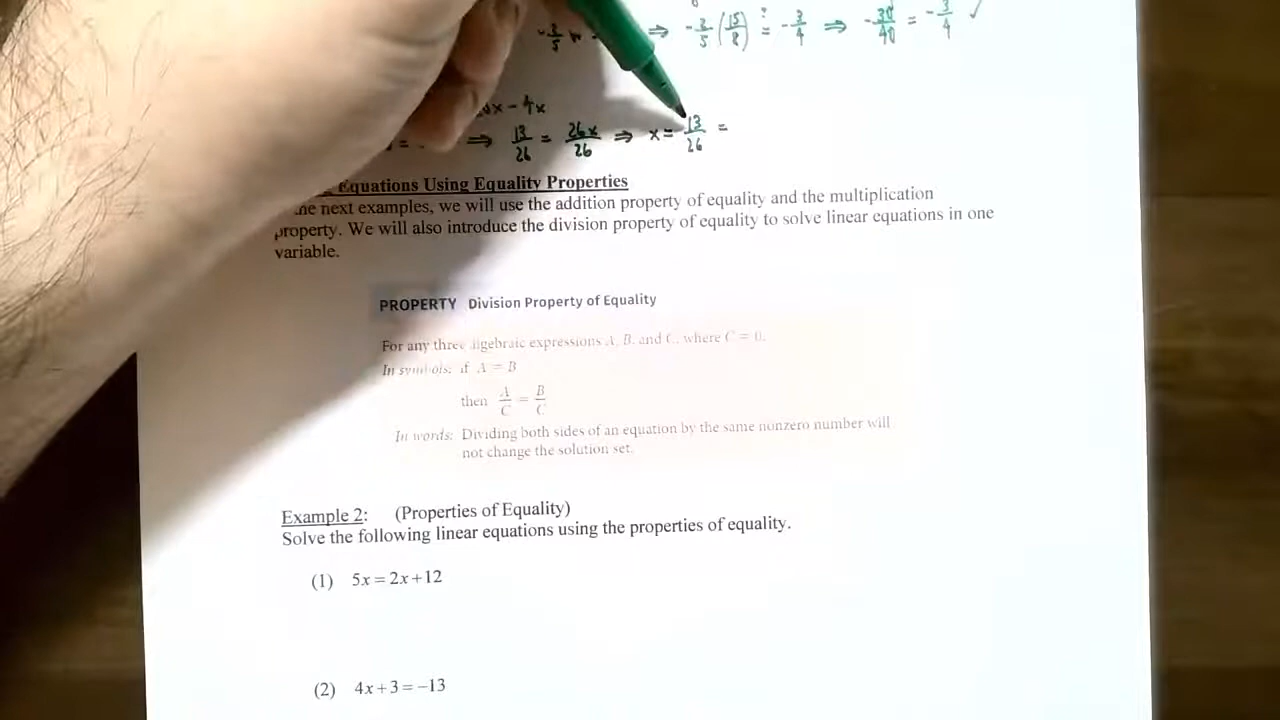 ⇒ -3/5 (15/8) ?= -3/4 ⇒ -30/40 = -3/4 ✓
x - 4x
⇒ 13/26 = 26x/26 ⇒ x = 13/26 =
Equations Using Equality Properties
next examples, we will use the addition property of equality and the multiplication
property. We will also introduce the division property of equality to solve linear equations in one
variable.
PROPERTY Division Property of Equality
For any three algebraic expressions A, B, and C, where C = 0,
In symbols: if A = B
then A/C = B/C
In words: Dividing both sides of an equation by the same nonzero number will
not change the solution set.
Example 2: (Properties of Equality)
Solve the following linear equations using the properties of equality.
(1) 5x = 2x + 12
(2) 4x + 3 = -13